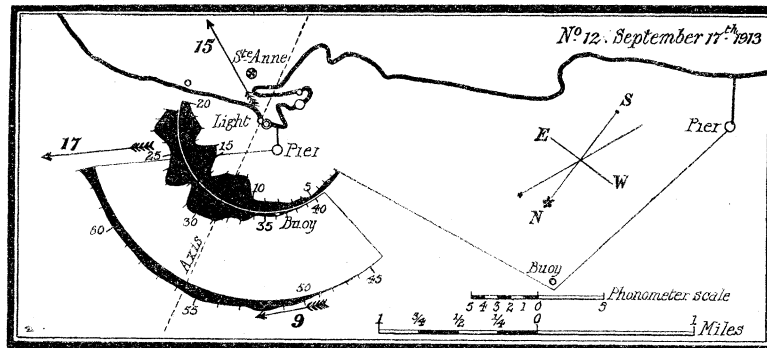 Nº 12. September 17.th 1913
15
Ste Anne
S
20
Light
Pier
E
17
25
15
Pier
W
10
5
40
N
30
35
Buoy
60
Axis
Buoy
45
50
55
9
5 4 3 2 1 0 5 Phonometer scale
1 ¾ ½ ¼ 0 1 Miles